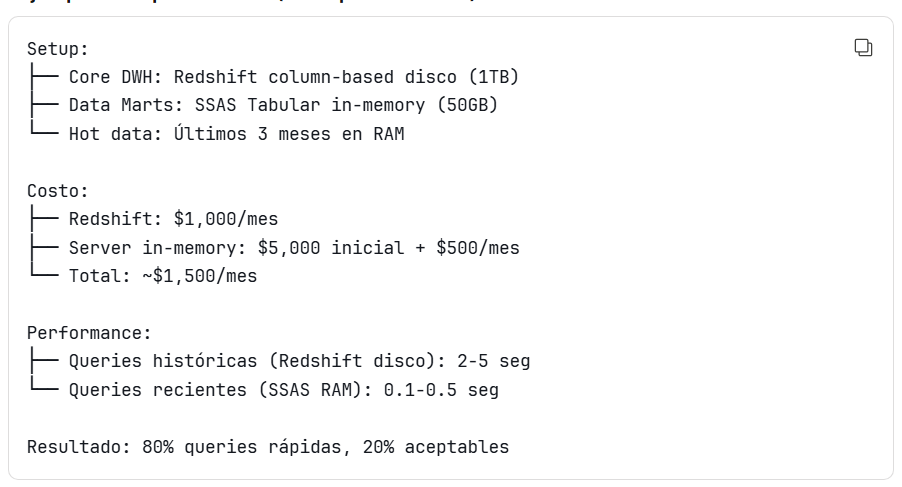 Setup:
├── Core DWH: Redshift column-based disco (1TB)
├── Data Marts: SSAS Tabular in-memory (50GB)
└── Hot data: Últimos 3 meses en RAM
Costo:
├── Redshift: $1,000/mes
├── Server in-memory: $5,000 inicial + $500/mes
└── Total: ~$1,500/mes
Performance:
├── Queries históricas (Redshift disco): 2-5 seg
└── Queries recientes (SSAS RAM): 0.1-0.5 seg
Resultado: 80% queries rápidas, 20% aceptables